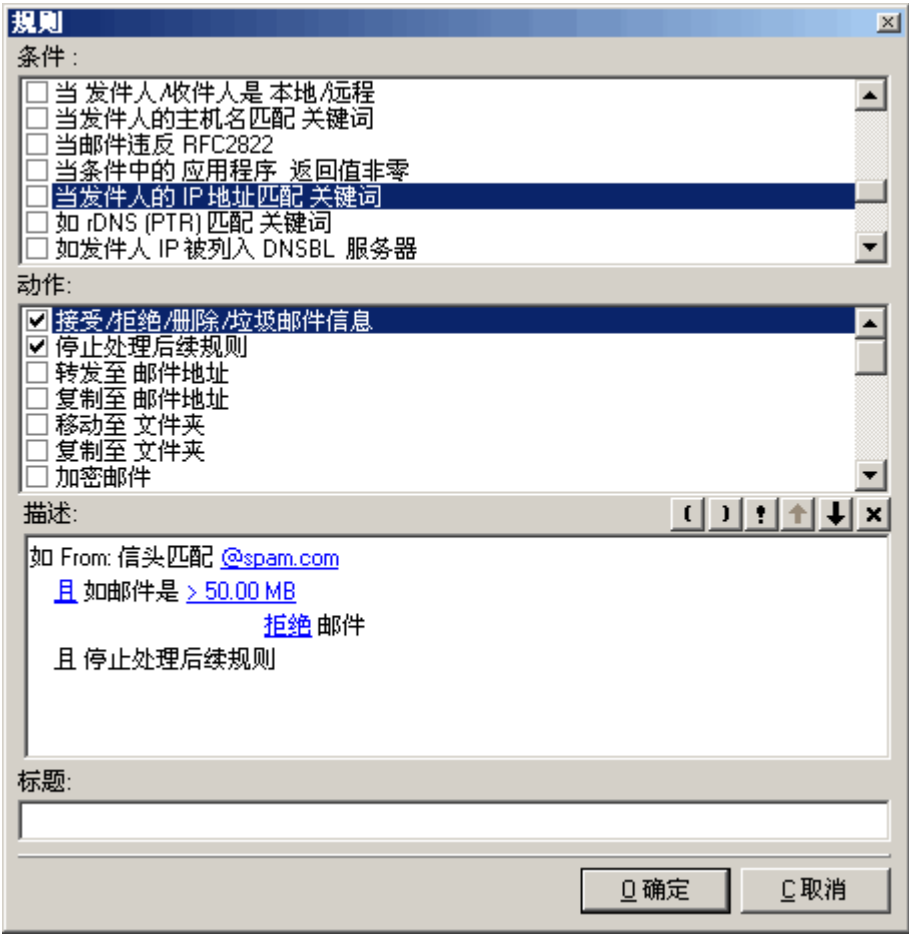 规则
条件 :
当 发件人/收件人是 本地/远程
当发件人的主机名匹配 关键词
当邮件违反 RFC2822
当条件中的 应用程序 返回值非零
当发件人的 IP 地址匹配 关键词
如 rDNS (PTR) 匹配 关键词
如发件人 IP 被列入 DNSBL 服务器
动作:
接受/拒绝/删除/垃圾邮件信息
停止处理后续规则
转发至 邮件地址
复制至 邮件地址
移动至 文件夹
复制至 文件夹
加密邮件
描述:
( ) !
如 From: 信头匹配 @spam.com
且 如邮件是 > 50.00 MB
拒绝 邮件
且 停止处理后续规则
标题:
O 确定 C 取消